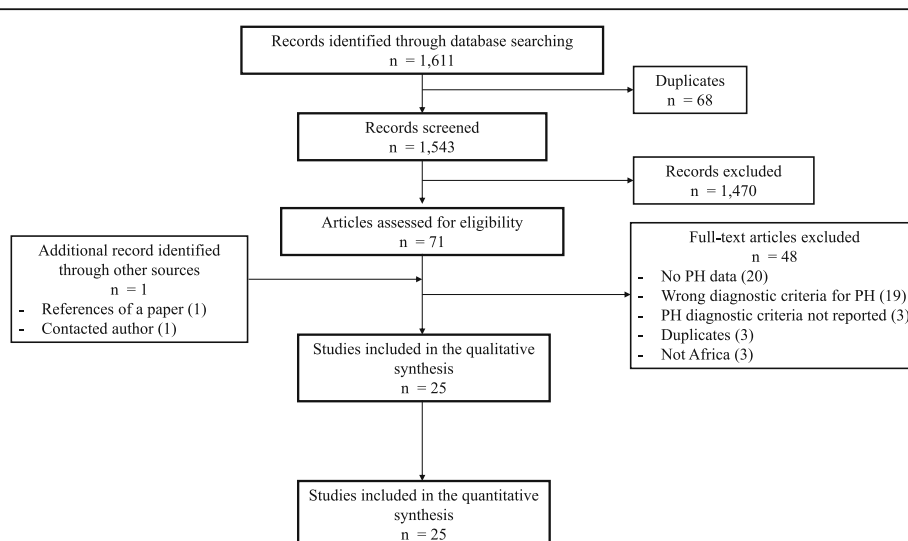 Records identified through database searching
n = 1,611
Duplicates
n = 68
Records screened
n = 1,543
Records excluded
n = 1,470
Articles assessed for eligibility
n = 71
Additional record identified
through other sources
n = 1
- References of a paper (1)
- Contacted author (1)
Full-text articles excluded
n = 48
- No PH data (20)
- Wrong diagnostic criteria for PH (19)
- PH diagnostic criteria not reported (3)
- Duplicates (3)
- Not Africa (3)
Studies included in the qualitative
synthesis
n = 25
Studies included in the quantitative
synthesis
n = 25